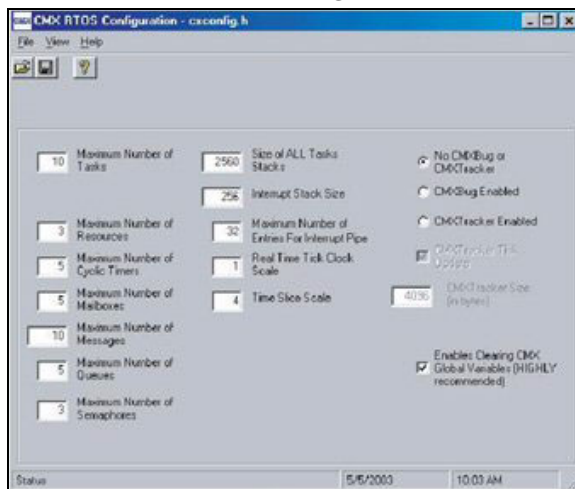 CMX RTOS Configuration - cxconfig.h
File View Help
10 Maximum Number of
Tasks
3 Maximum Number of
Resources
5 Maximum Number of
Cyclic Timers
5 Maximum Number of
Mailboxes
10 Maximum Number of
Messages
5 Maximum Number of
Queues
3 Maximum Number of
Semaphores
2560 Size of ALL Tasks
Stacks
256 Interrupt Stack Size
32 Maximum Number of
Entries For Interrupt Pipe
1 Real Time Tick Clock
Scale
4 Time Slice Scale
No CMXBug or
CMXTracker
CMXBug Enabled
CMXTracker Enabled
CMXTracker Tick
Update
4096 CMXTracker Size
(in bytes)
Enables Clearing CMX
Global Variables (HIGHLY
recommended)
Status 5/5/2003 10:03 AM